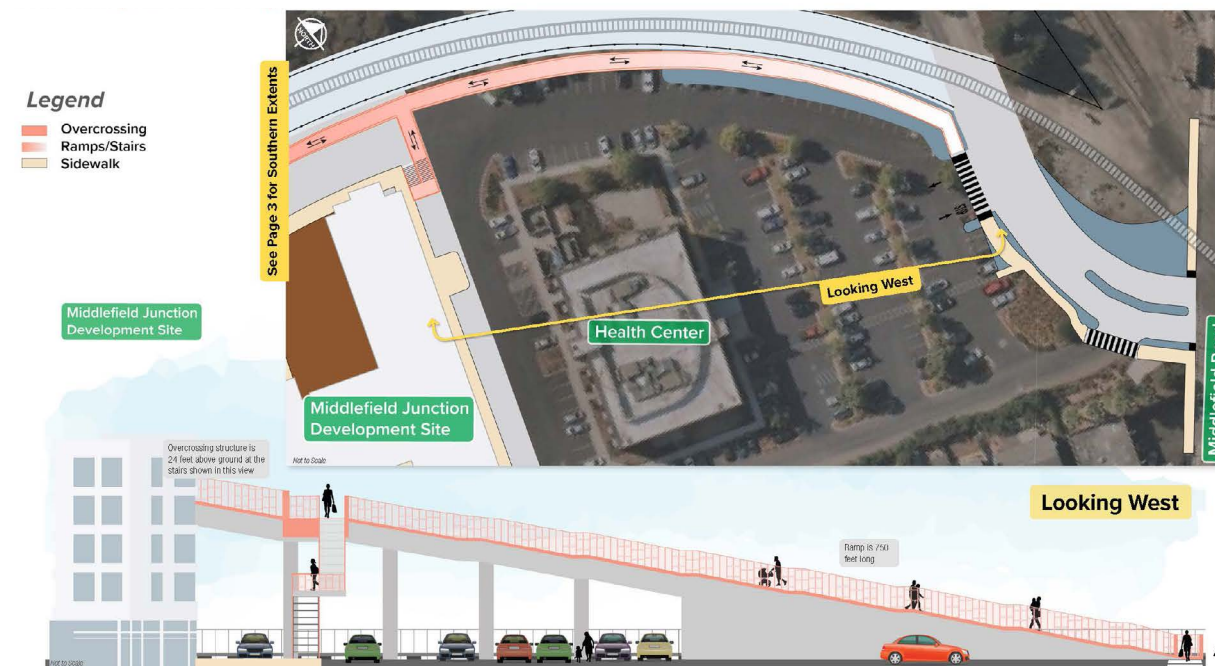 NORTH
Legend
Overcrossing
Ramps/Stairs
Sidewalk
See Page 3 for Southern Extents
Looking West
Health Center
Middlefield Junction
Development Site
Not to Scale
Middlefield Junction
Development Site
Overcrossing structure is
24 feet above ground at the
stairs shown in this view
Looking West
Ramp is 750
feet long
Not to Scale